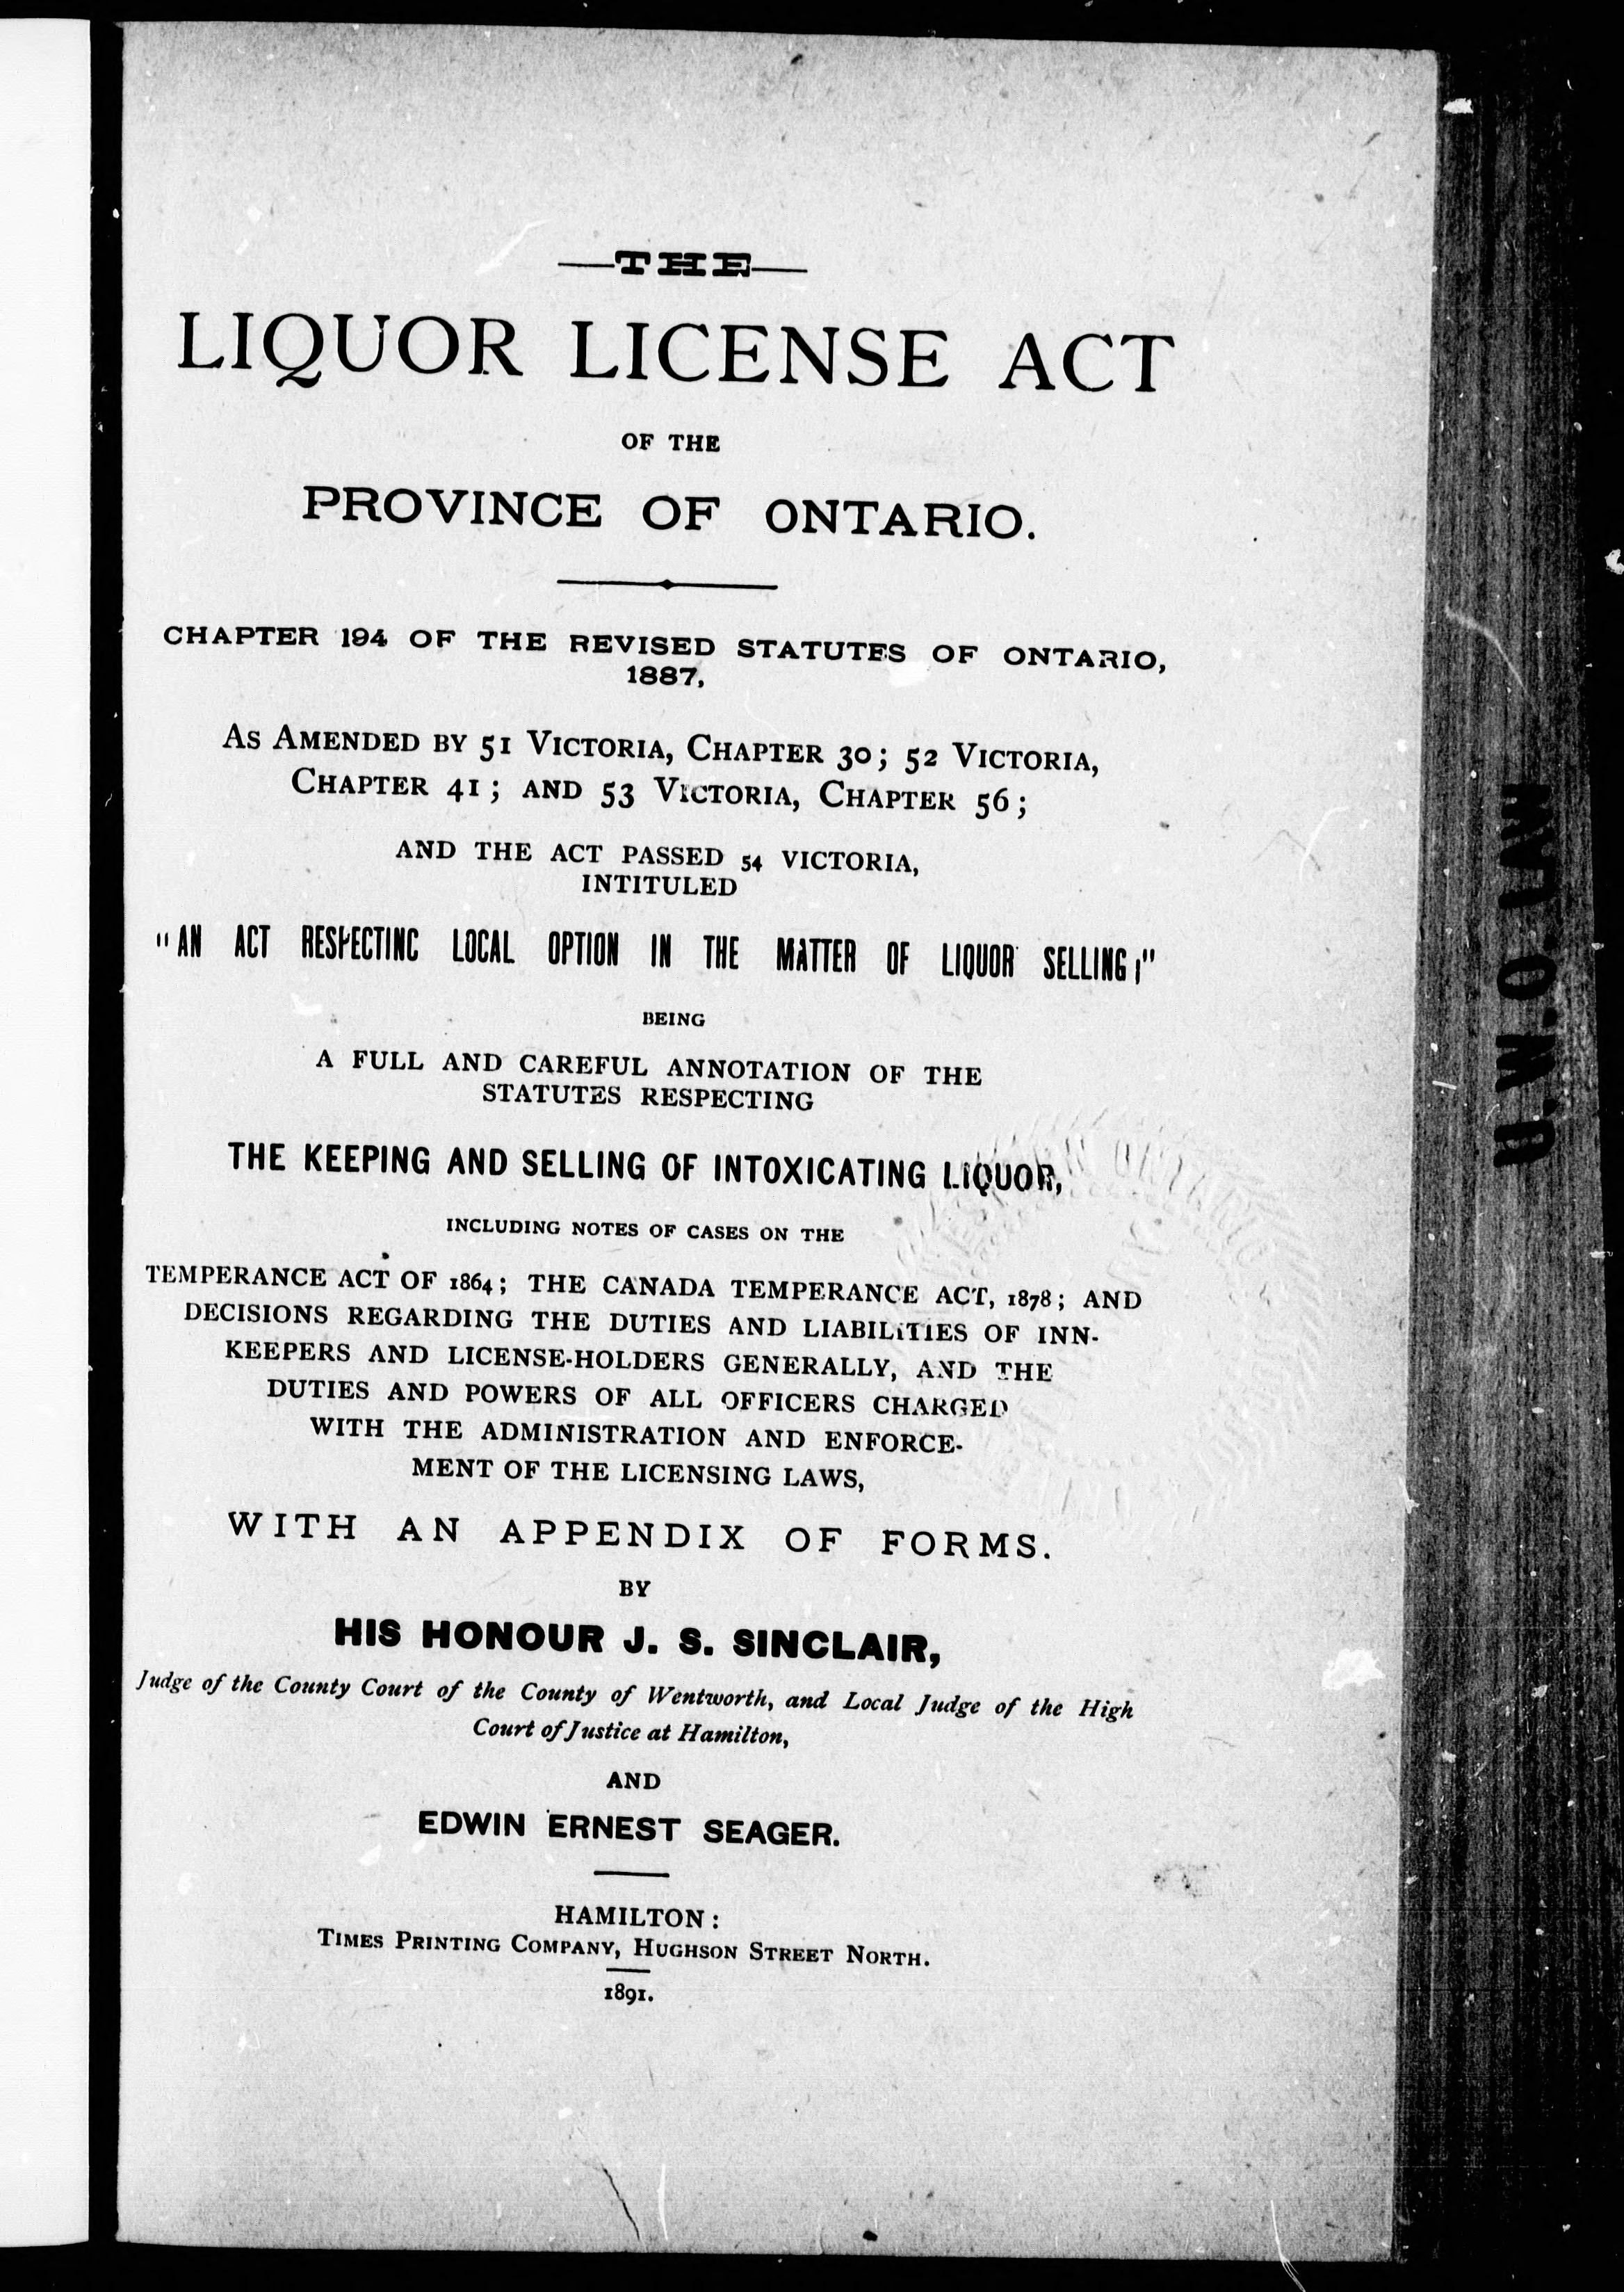 —THE—
LIQUOR LICENSE ACT
OF THE
PROVINCE OF ONTARIO.
CHAPTER 194 OF THE REVISED STATUTES OF ONTARIO,
1887,
AS AMENDED BY 51 VICTORIA, CHAPTER 30; 52 VICTORIA,
CHAPTER 41; AND 53 VICTORIA, CHAPTER 56;
AND THE ACT PASSED 54 VICTORIA,
INTITULED
"AN ACT RESPECTING LOCAL OPTION IN THE MATTER OF LIQUOR SELLING;"
BEING
A FULL AND CAREFUL ANNOTATION OF THE
STATUTES RESPECTING
THE KEEPING AND SELLING OF INTOXICATING LIQUOR,
INCLUDING NOTES OF CASES ON THE
TEMPERANCE ACT OF 1864; THE CANADA TEMPERANCE ACT, 1878; AND
DECISIONS REGARDING THE DUTIES AND LIABILITIES OF INN-
KEEPERS AND LICENSE-HOLDERS GENERALLY, AND THE
DUTIES AND POWERS OF ALL OFFICERS CHARGED
WITH THE ADMINISTRATION AND ENFORCE-
MENT OF THE LICENSING LAWS,
WITH AN APPENDIX OF FORMS.
BY
HIS HONOUR J. S. SINCLAIR,
Judge of the County Court of the County of Wentworth, and Local Judge of the High
Court of Justice at Hamilton,
AND
EDWIN ERNEST SEAGER.
HAMILTON:
TIMES PRINTING COMPANY, HUGHSON STREET NORTH.
1891.